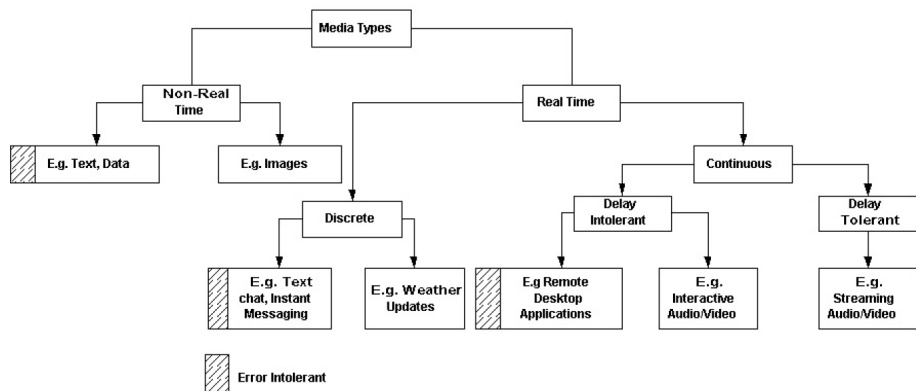 Media Types
Non-Real
Time
Real Time
E.g. Text, Data
E.g. Images
Continuous
Discrete
Delay
Intolerant
Delay
Tolerant
E.g. Text
chat, Instant
Messaging
E.g. Weather
Updates
E.g Remote
Desktop
Applications
E.g.
Interactive
Audio/Video
E.g.
Streaming
Audio/Video
Error Intolerant